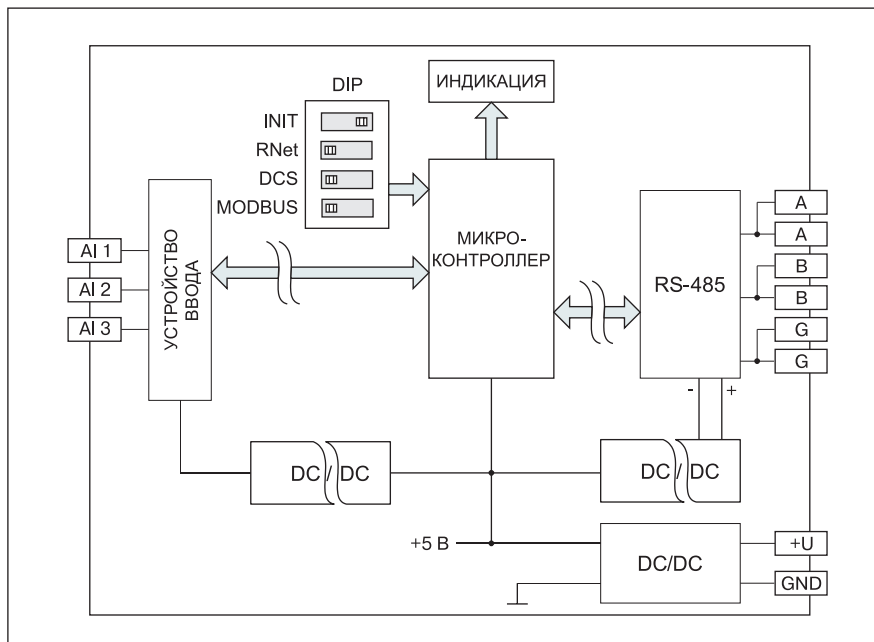 DIP
ИНДИКАЦИЯ
INIT
RNet
DCS
MODBUS
AI 1
AI 2
AI 3
УСТРОЙСТВО
ВВОДА
МИКРО-
КОНТРОЛЛЕР
RS-485
A
A
B
B
G
G
- +
DC/DC
DC/DC
+5 В
DC/DC
+U
GND